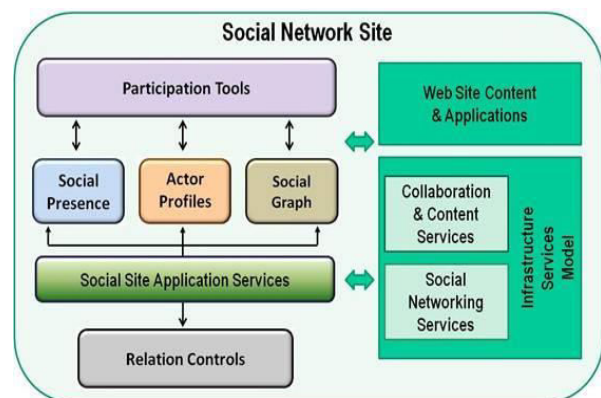 Social Network Site
Participation Tools
Web Site Content
& Applications
Social
Presence
Actor
Profiles
Social
Graph
Collaboration
& Content
Services
Infrastructure
Services
Model
Social Site Application Services
Social
Networking
Services
Relation Controls